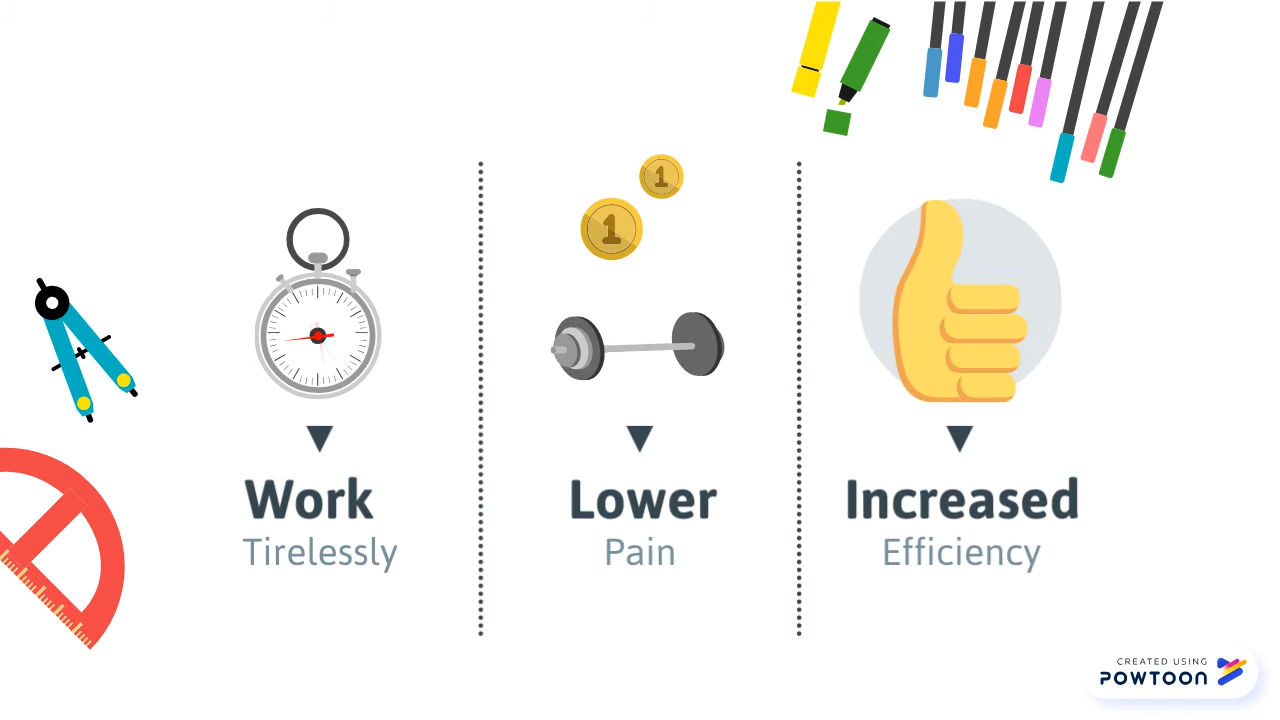 1
1
Work
Tirelessly
Lower
Pain
Increased
Efficiency
CREATED USING
POWTOON